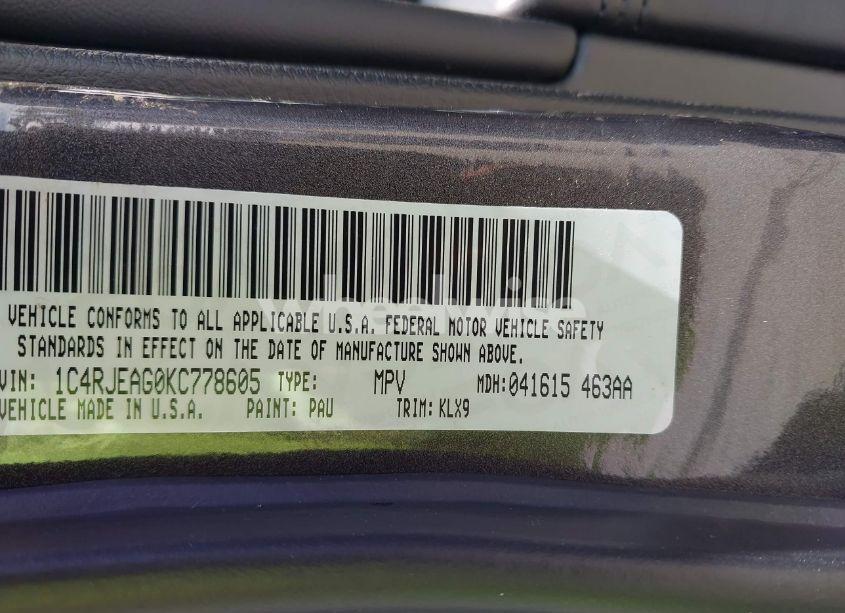 Wheelwise
VEHICLE CONFORMS TO ALL APPLICABLE U.S.A. FEDERAL MOTOR VEHICLE SAFETY
STANDARDS IN EFFECT ON THE DATE OF MANUFACTURE SHOWN ABOVE.
VIN: 1C4RJEAG0KC778605 TYPE: MPV MDH:041615 463AA
VEHICLE MADE IN U.S.A. PAINT: PAU TRIM: KLX9